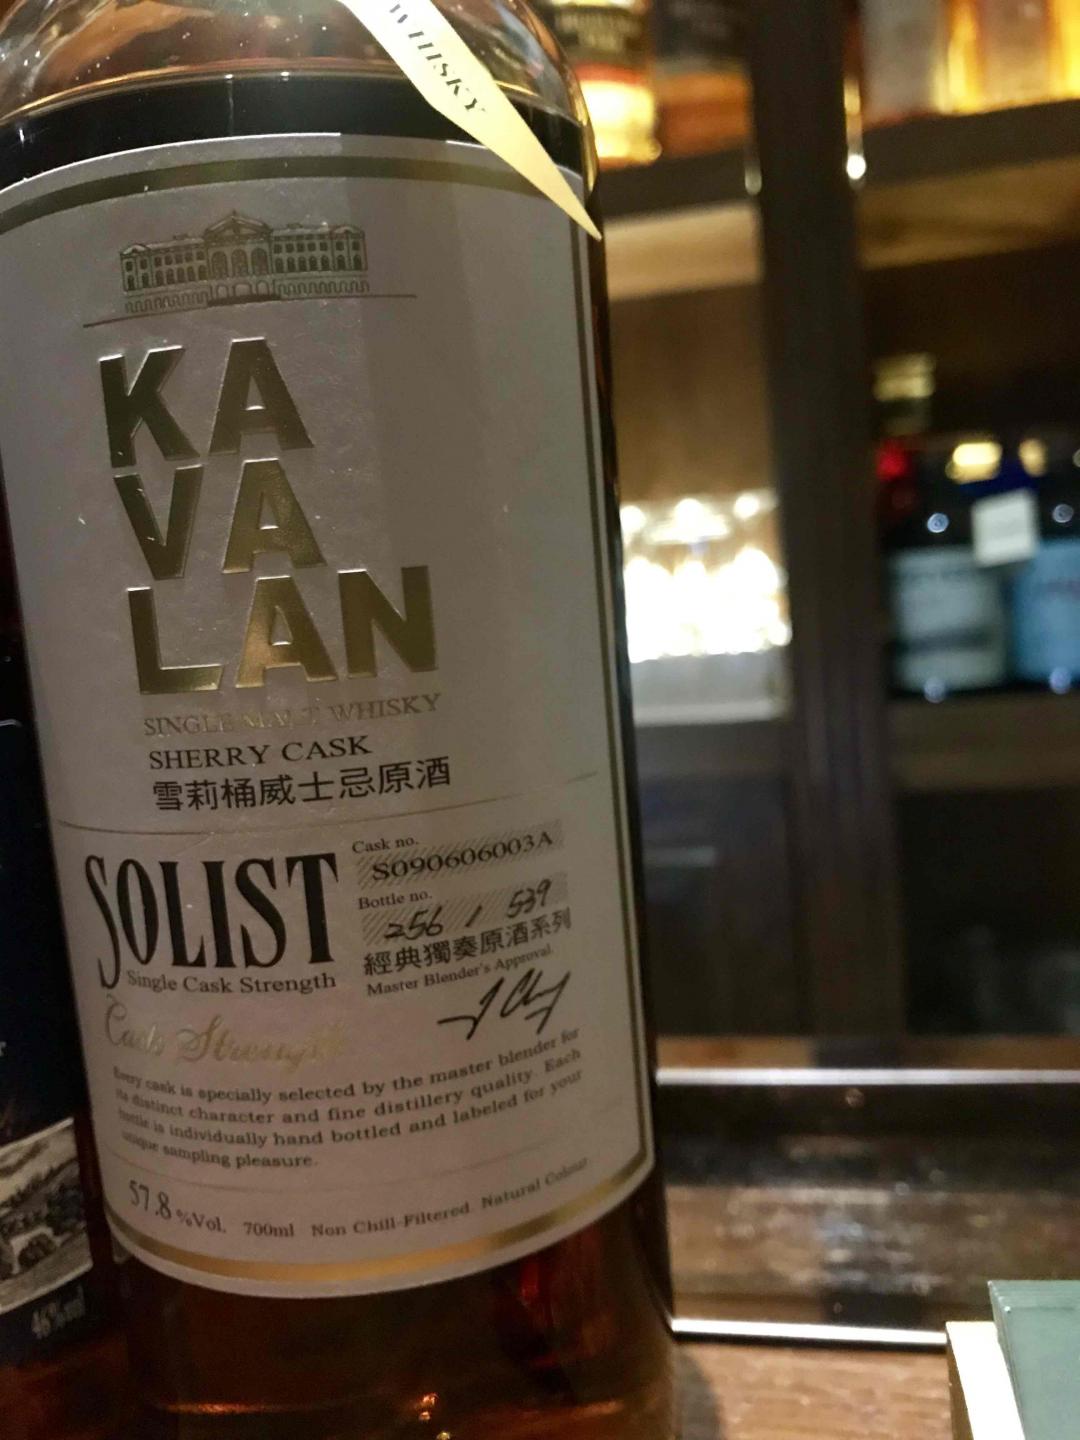 WHISKY
KA
VA
LAN
SINGLE MALT WHISKY
SHERRY CASK
雪莉桶威士忌原酒
SOLIST
Single Cask Strength
Cask no.
S090606003A
Bottle no.
256 / 539
經典獨奏原酒系列
Master Blender's Approval
Cask Strength
Every cask is specially selected by the master blender for
its distinct character and fine distillery quality. Each
bottle is individually hand bottled and labeled for your
unique sampling pleasure.
57.8 %Vol. 700ml Non Chill-Filtered. Natural Colour.
46%vol